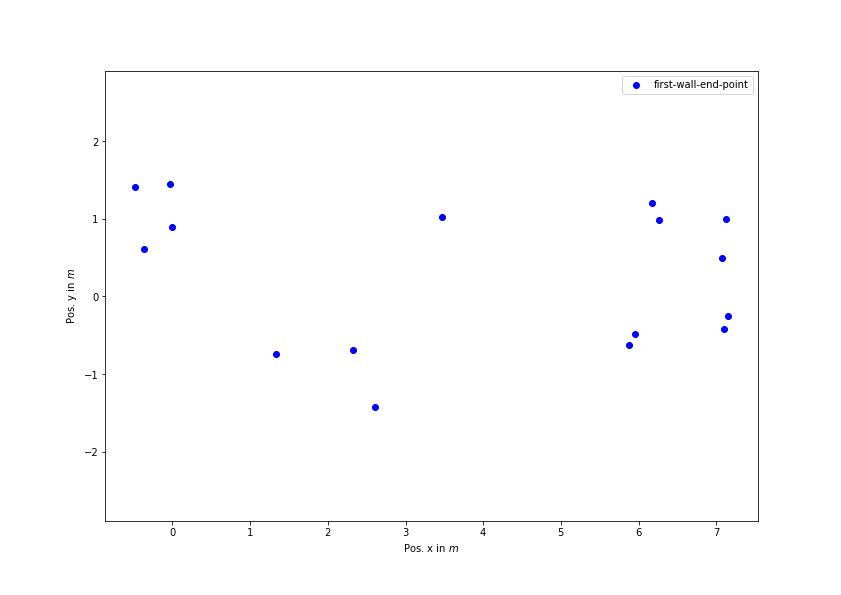 first-wall-end-point
2
1
0
−1
−2
Pos. y in m
0 1 2 3 4 5 6 7
Pos. x in m